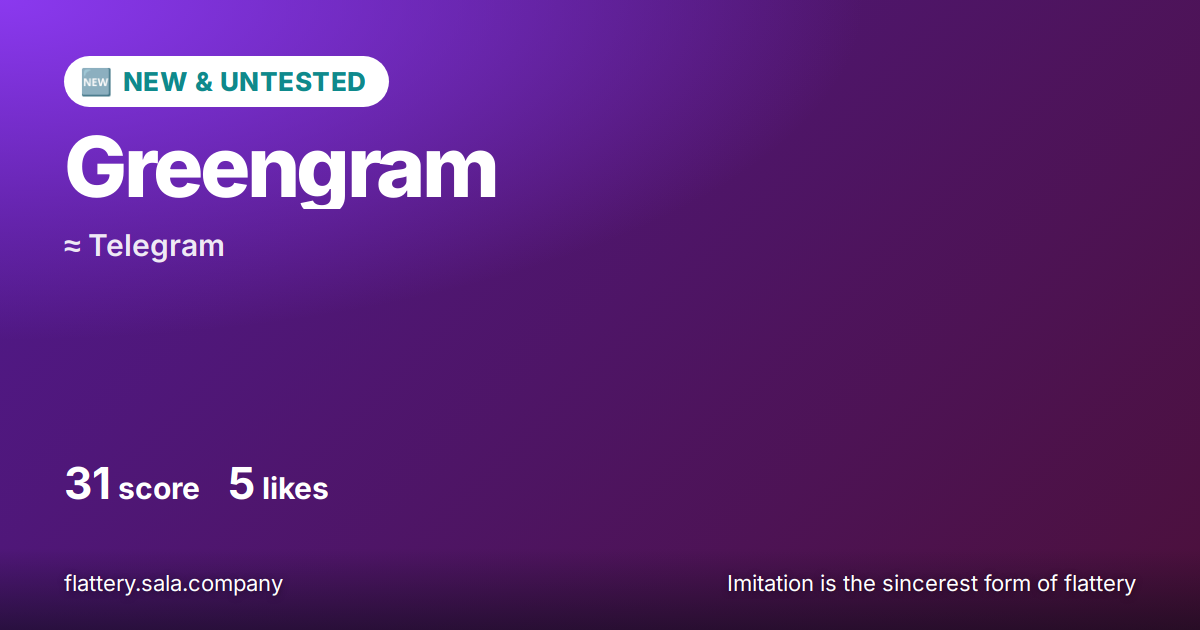 🆕 NEW & UNTESTED
Greengram
≈ Telegram
31 score 5 likes
flattery.sala.company
Imitation is the sincerest form of flattery